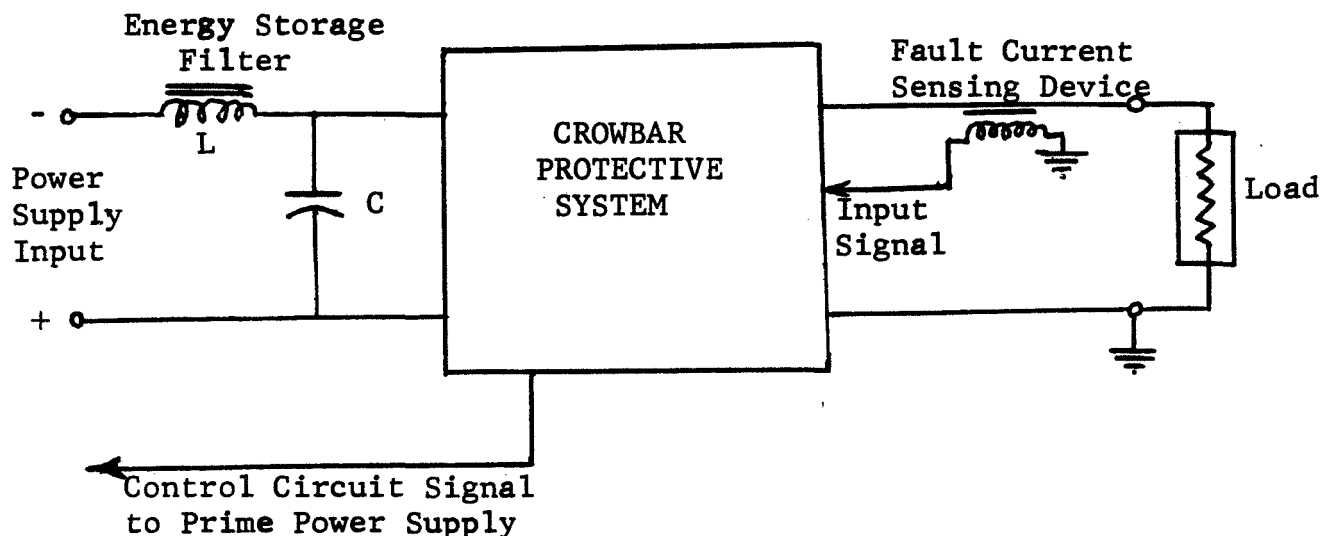 Energy Storage
Filter
-
L
C
Power
Supply
Input
+
CROWBAR
PROTECTIVE
SYSTEM
Fault Current
Sensing Device
Input
Signal
Load
Control Circuit Signal
to Prime Power Supply